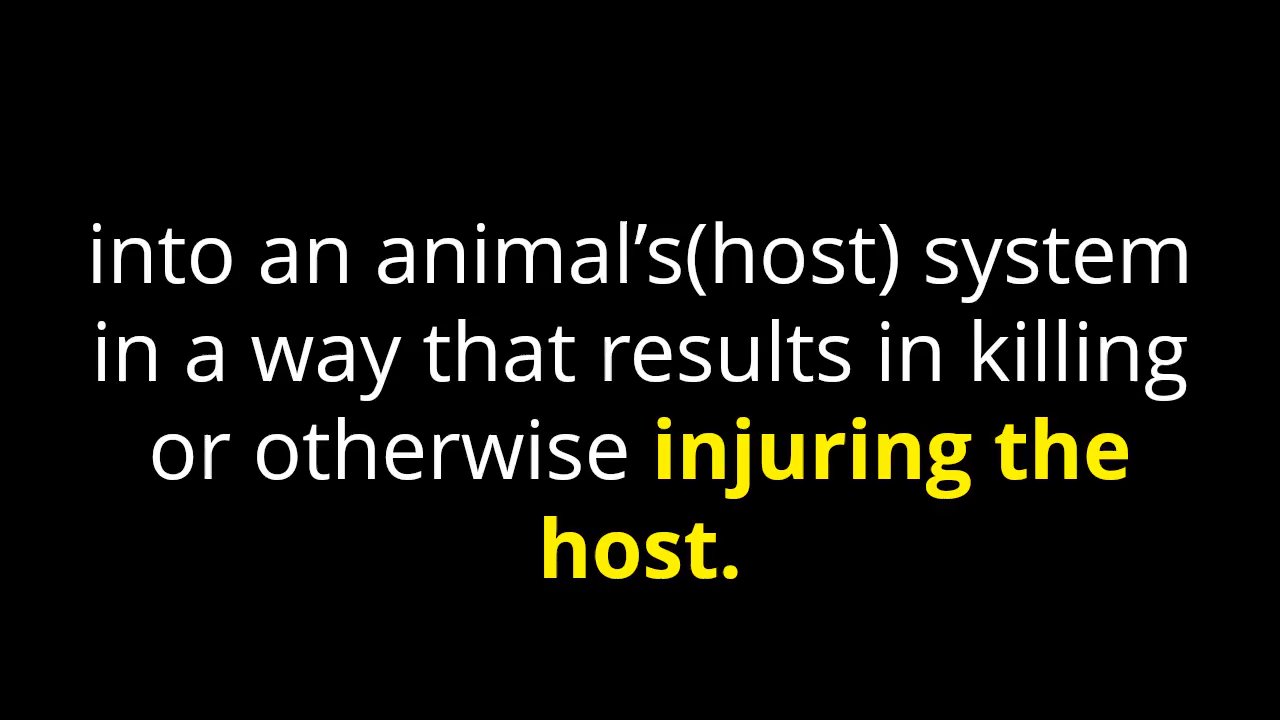 into an animal’s(host) system
in a way that results in killing
or otherwise injuring the
host.